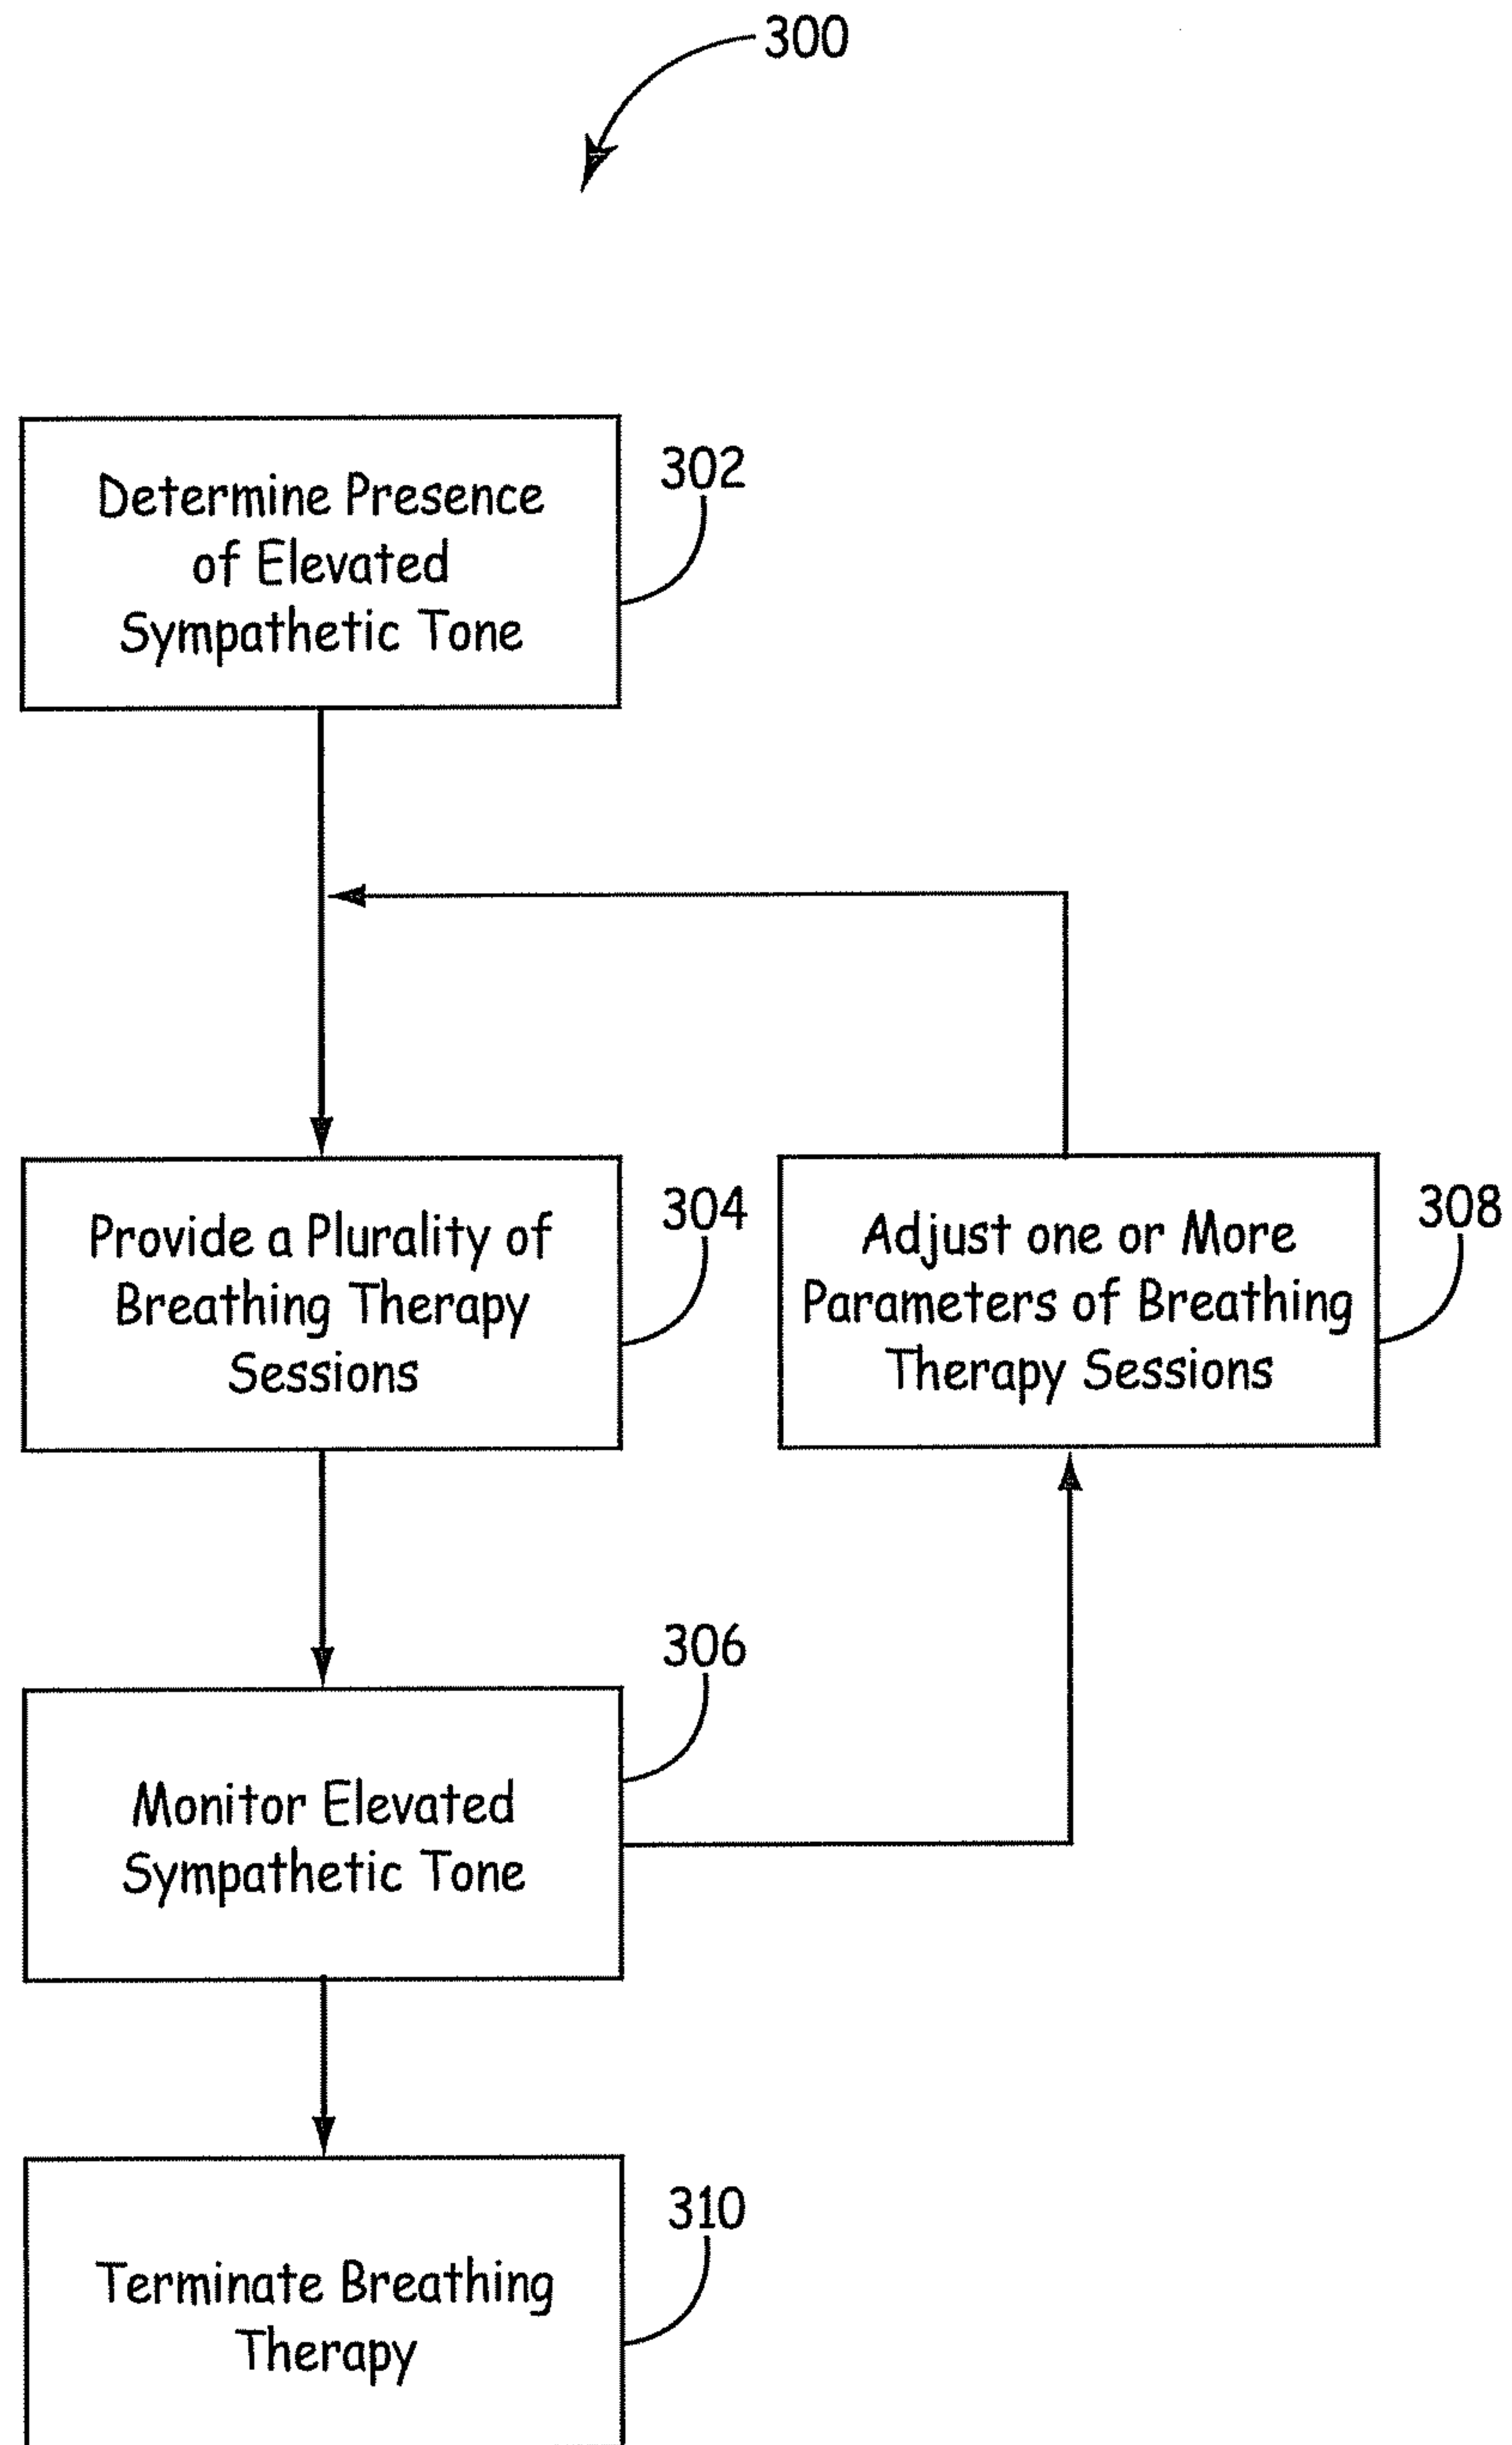 300
Determine Presence
of Elevated
Sympathetic Tone
302
Provide a Plurality of
Breathing Therapy
Sessions
304
Adjust one or More
Parameters of Breathing
Therapy Sessions
308
Monitor Elevated
Sympathetic Tone
306
Terminate Breathing
Therapy
310